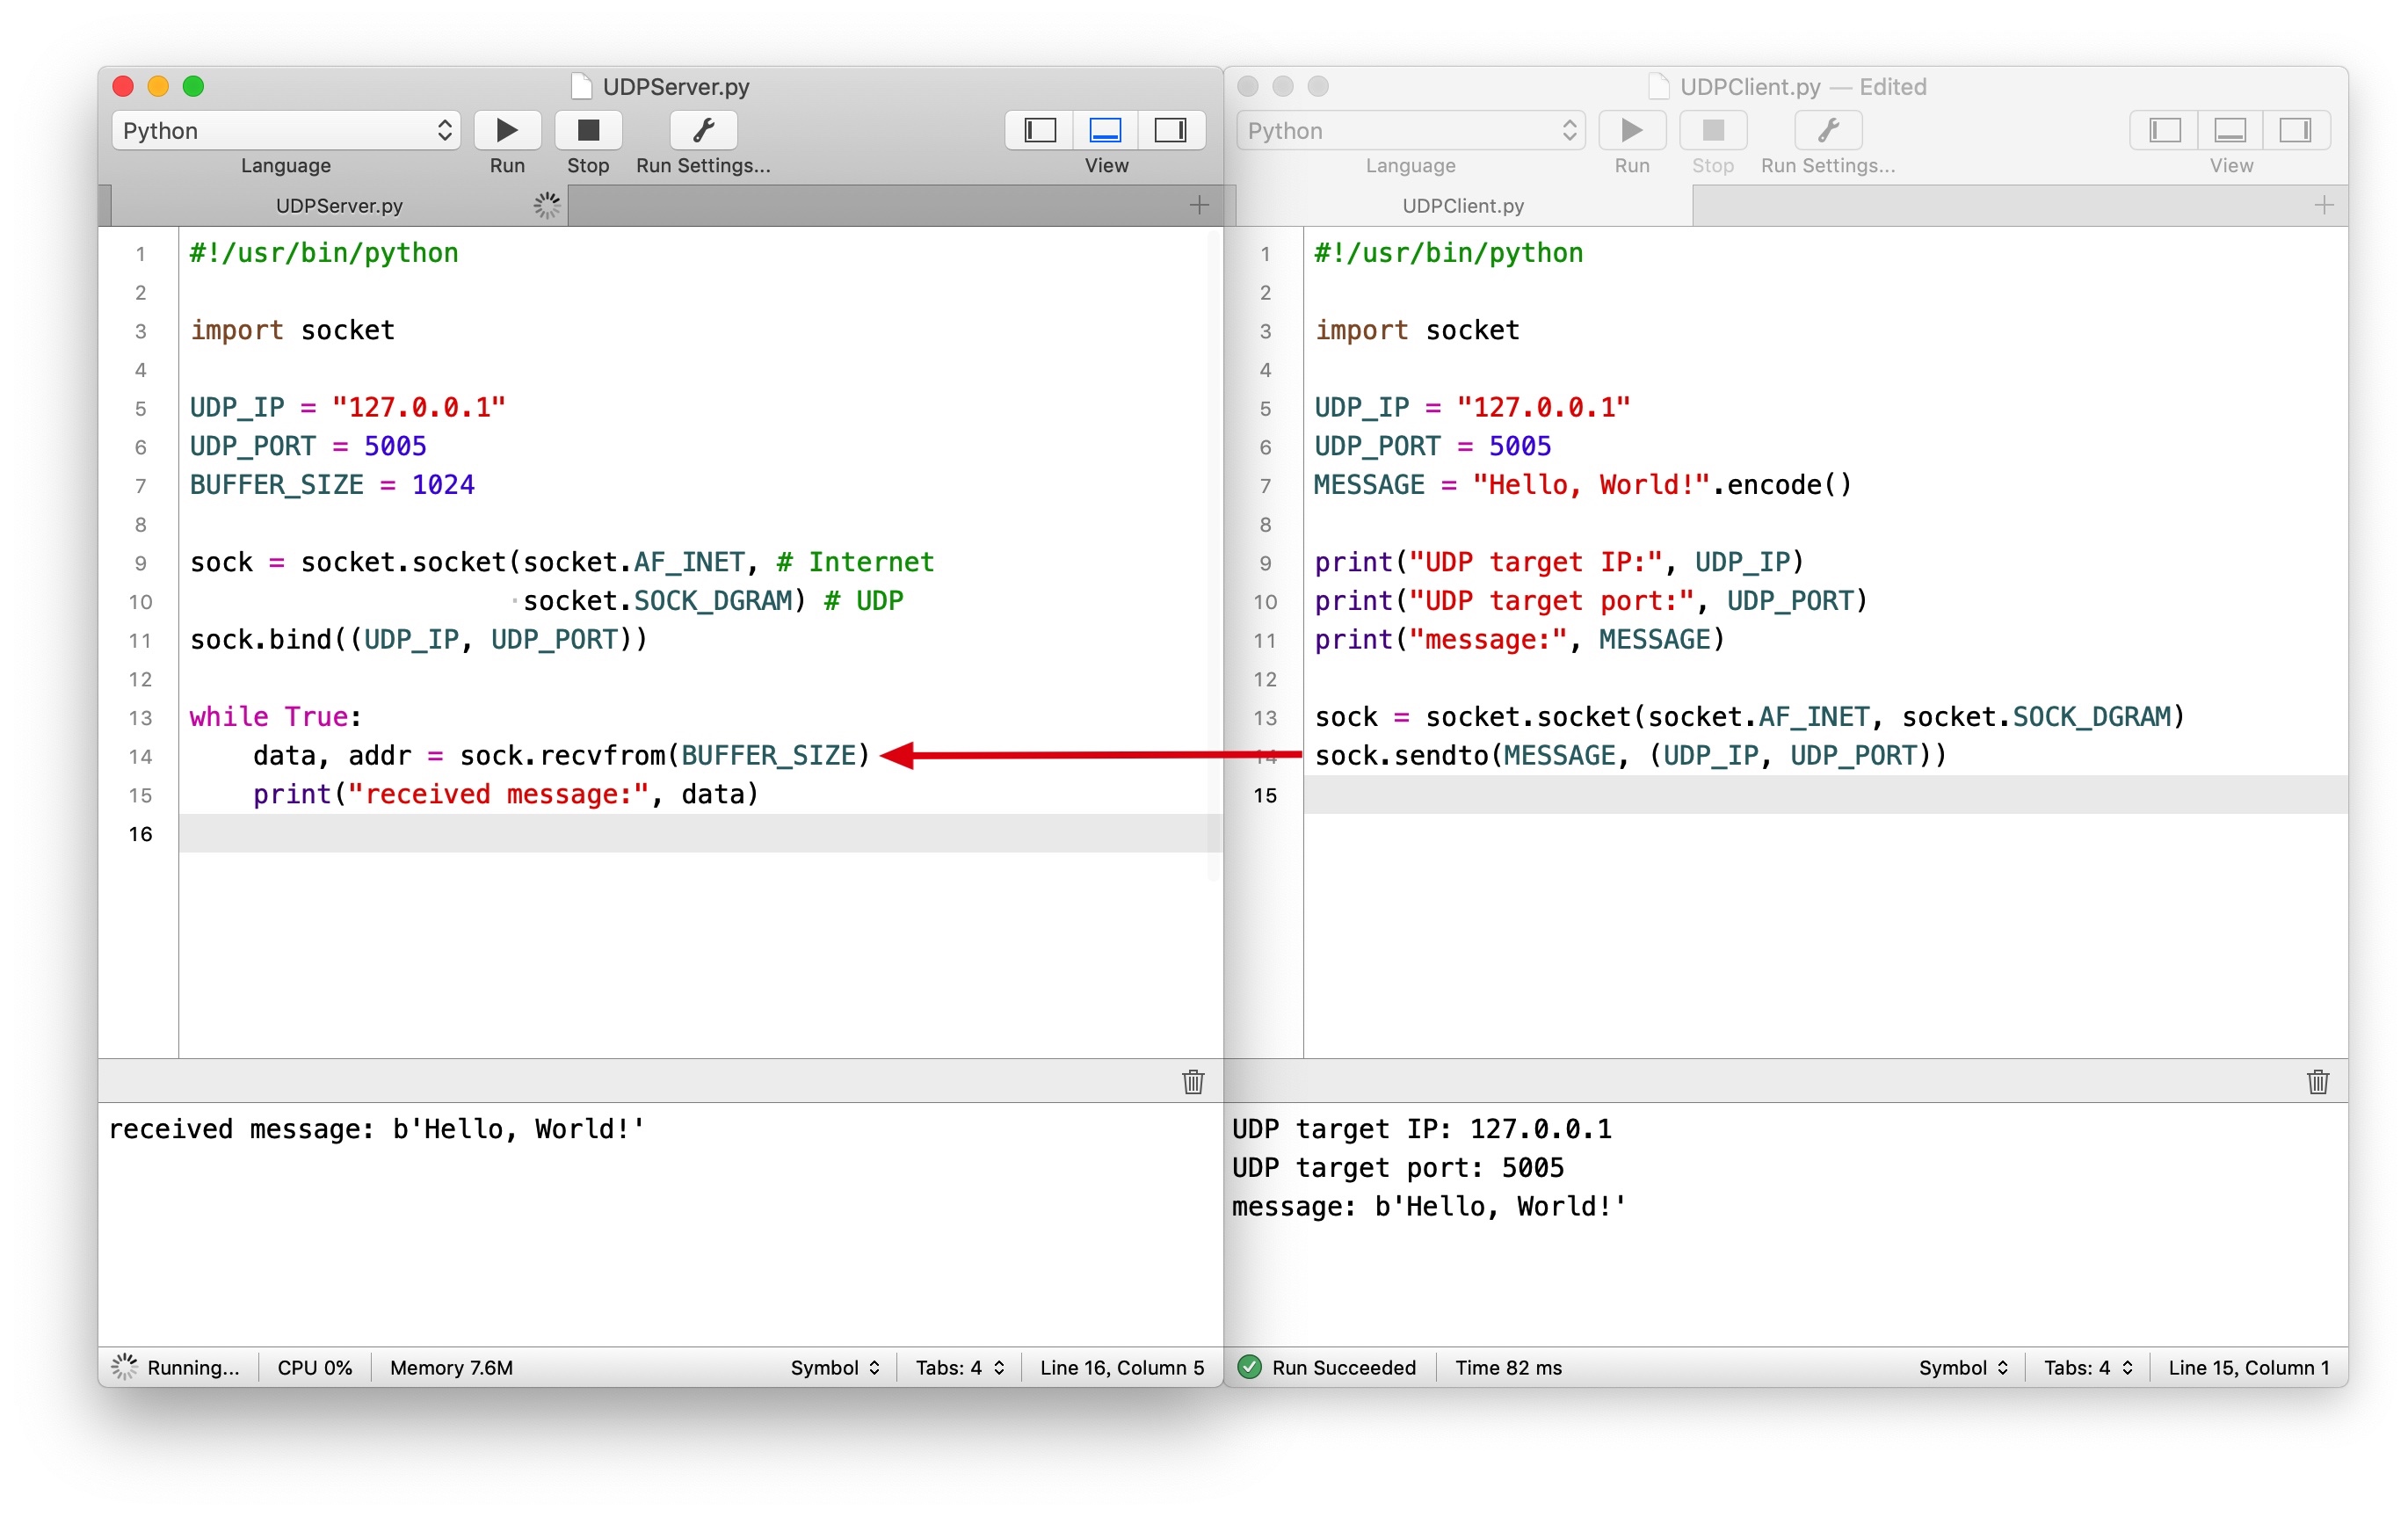 UDPServer.py
Python
Language
Run
Stop
Run Settings...
View
UDPServer.py
1 #!/usr/bin/python
2
3 import socket
4
5 UDP_IP = "127.0.0.1"
6 UDP_PORT = 5005
7 BUFFER_SIZE = 1024
8
9 sock = socket.socket(socket.AF_INET, # Internet
10 socket.SOCK_DGRAM) # UDP
11 sock.bind((UDP_IP, UDP_PORT))
12
13 while True:
14 data, addr = sock.recvfrom(BUFFER_SIZE)
15 print("received message:", data)
16
received message: b'Hello, World!'
Running... CPU 0% Memory 7.6M Symbol Tabs: 4 Line 16, Column 5
UDPClient.py — Edited
Python
Language
Run
Stop
Run Settings...
View
UDPClient.py
1 #!/usr/bin/python
2
3 import socket
4
5 UDP_IP = "127.0.0.1"
6 UDP_PORT = 5005
7 MESSAGE = "Hello, World!".encode()
8
9 print("UDP target IP:", UDP_IP)
10 print("UDP target port:", UDP_PORT)
11 print("message:", MESSAGE)
12
13 sock = socket.socket(socket.AF_INET, socket.SOCK_DGRAM)
14 sock.sendto(MESSAGE, (UDP_IP, UDP_PORT))
15
UDP target IP: 127.0.0.1
UDP target port: 5005
message: b'Hello, World!'
Run Succeeded Time 82 ms Symbol Tabs: 4 Line 15, Column 1